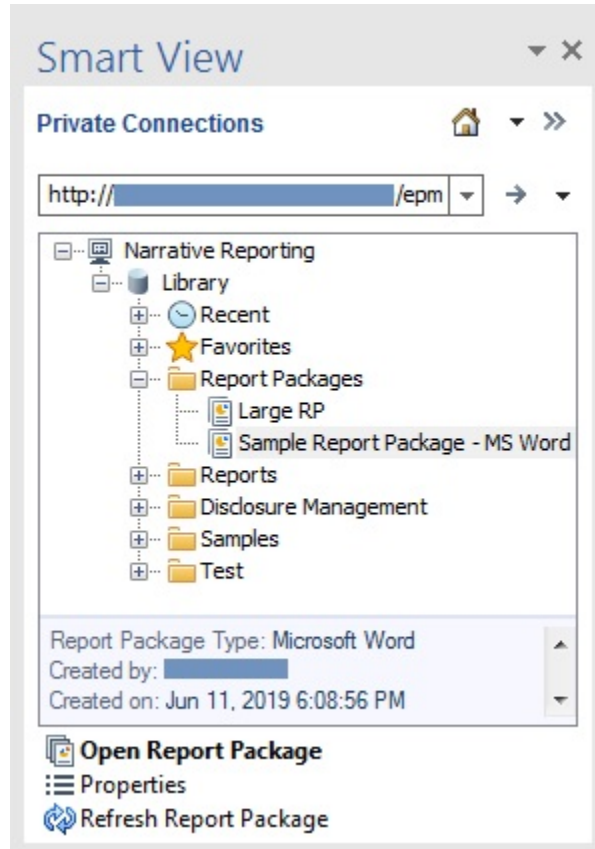 Smart View
Private Connections
http:// /epm
Narrative Reporting
Library
Recent
Favorites
Report Packages
Large RP
Sample Report Package - MS Word
Reports
Disclosure Management
Samples
Test
Report Package Type: Microsoft Word
Created by:
Created on: Jun 11, 2019 6:08:56 PM
Open Report Package
Properties
Refresh Report Package